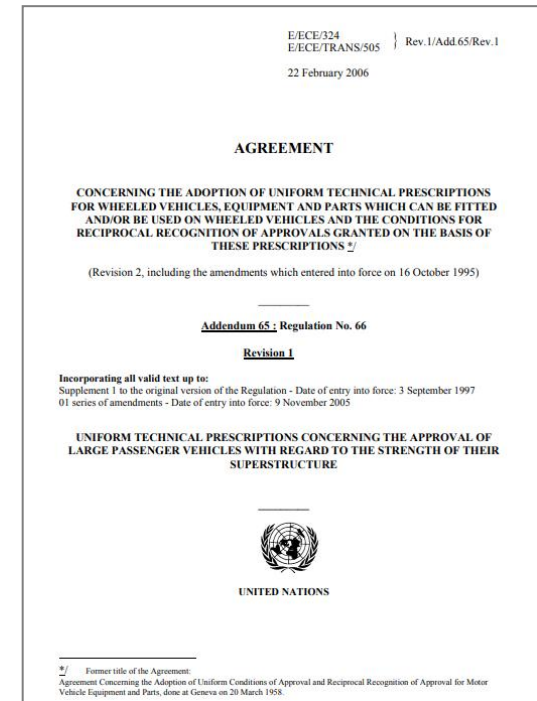 E/ECE/324
E/ECE/TRANS/505 } Rev.1/Add.65/Rev.1
22 February 2006
AGREEMENT
CONCERNING THE ADOPTION OF UNIFORM TECHNICAL PRESCRIPTIONS
FOR WHEELED VEHICLES, EQUIPMENT AND PARTS WHICH CAN BE FITTED
AND/OR BE USED ON WHEELED VEHICLES AND THE CONDITIONS FOR
RECIPROCAL RECOGNITION OF APPROVALS GRANTED ON THE BASIS OF
THESE PRESCRIPTIONS */
(Revision 2, including the amendments which entered into force on 16 October 1995)
Addendum 65 : Regulation No. 66
Revision 1
Incorporating all valid text up to:
Supplement 1 to the original version of the Regulation - Date of entry into force: 3 September 1997
01 series of amendments - Date of entry into force: 9 November 2005
UNIFORM TECHNICAL PRESCRIPTIONS CONCERNING THE APPROVAL OF
LARGE PASSENGER VEHICLES WITH REGARD TO THE STRENGTH OF THEIR
SUPERSTRUCTURE
UNITED NATIONS
*/ Former title of the Agreement:
Agreement Concerning the Adoption of Uniform Conditions of Approval and Reciprocal Recognition of Approval for Motor
Vehicle Equipment and Parts, done at Geneva on 20 March 1958.